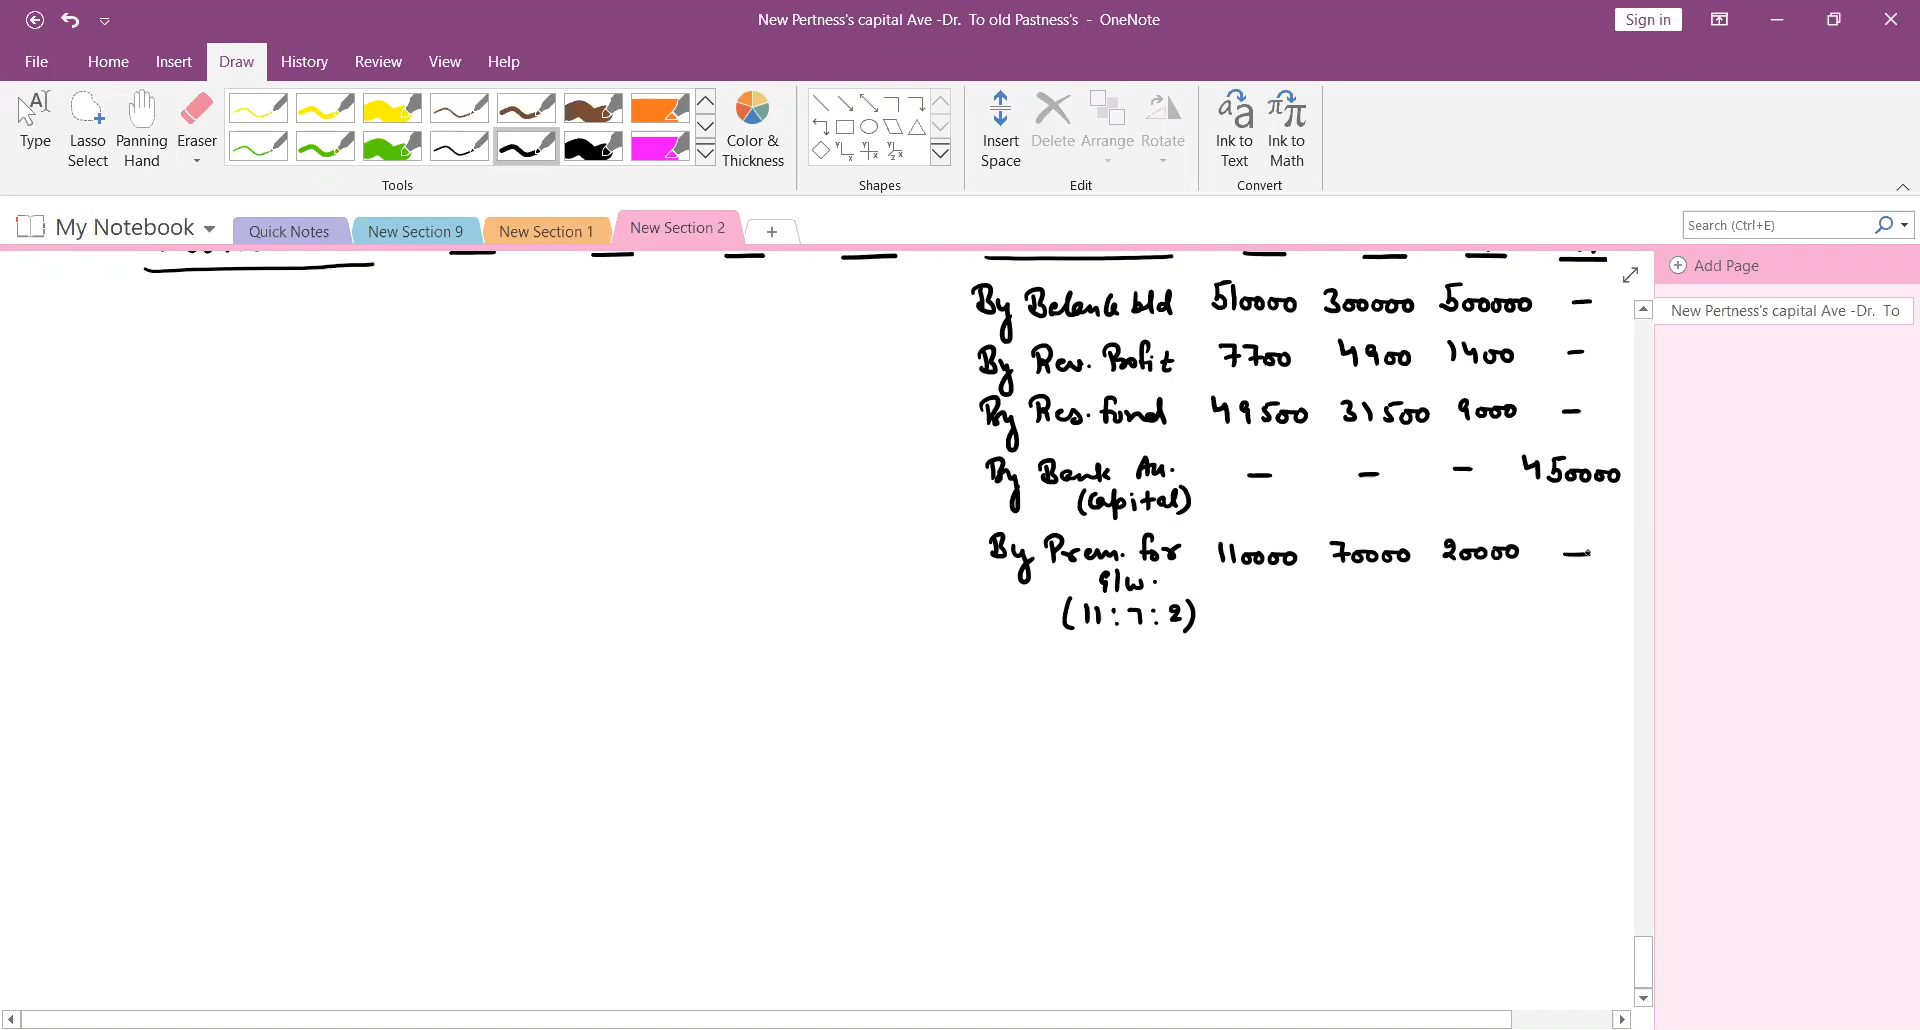 New Pertness's capital Ave -Dr. To old Pastness's - OneNote
Sign in
File Home Insert Draw History Review View Help
Type
Lasso Select
Panning Hand
Eraser
Color & Thickness
Insert Space
Delete
Arrange
Rotate
Ink to Text
Ink to Math
Tools Shapes Edit Convert
My Notebook
Quick Notes New Section 9 New Section 1 New Section 2 +
Search (Ctrl+E)
Add Page
New Pertness's capital Ave -Dr. To
By Balance b/d 510000 300000 500000 -
By Rev. Profit 7700 4900 1400 -
By Res. fund 49500 31500 9000 -
By Bank A/c. - - - 450000
(capital)
By Prem. for 110000 70000 20000 -
g/w.
(11:7:2)